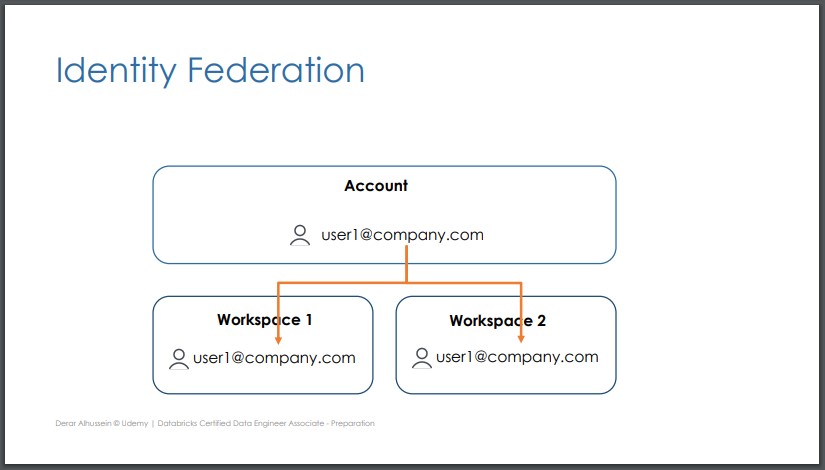 Identity Federation
Account
user1@company.com
Workspace 1
user1@company.com
Workspace 2
user1@company.com
Derar Alhussein © Udemy | Databricks Certified Data Engineer Associate - Preparation